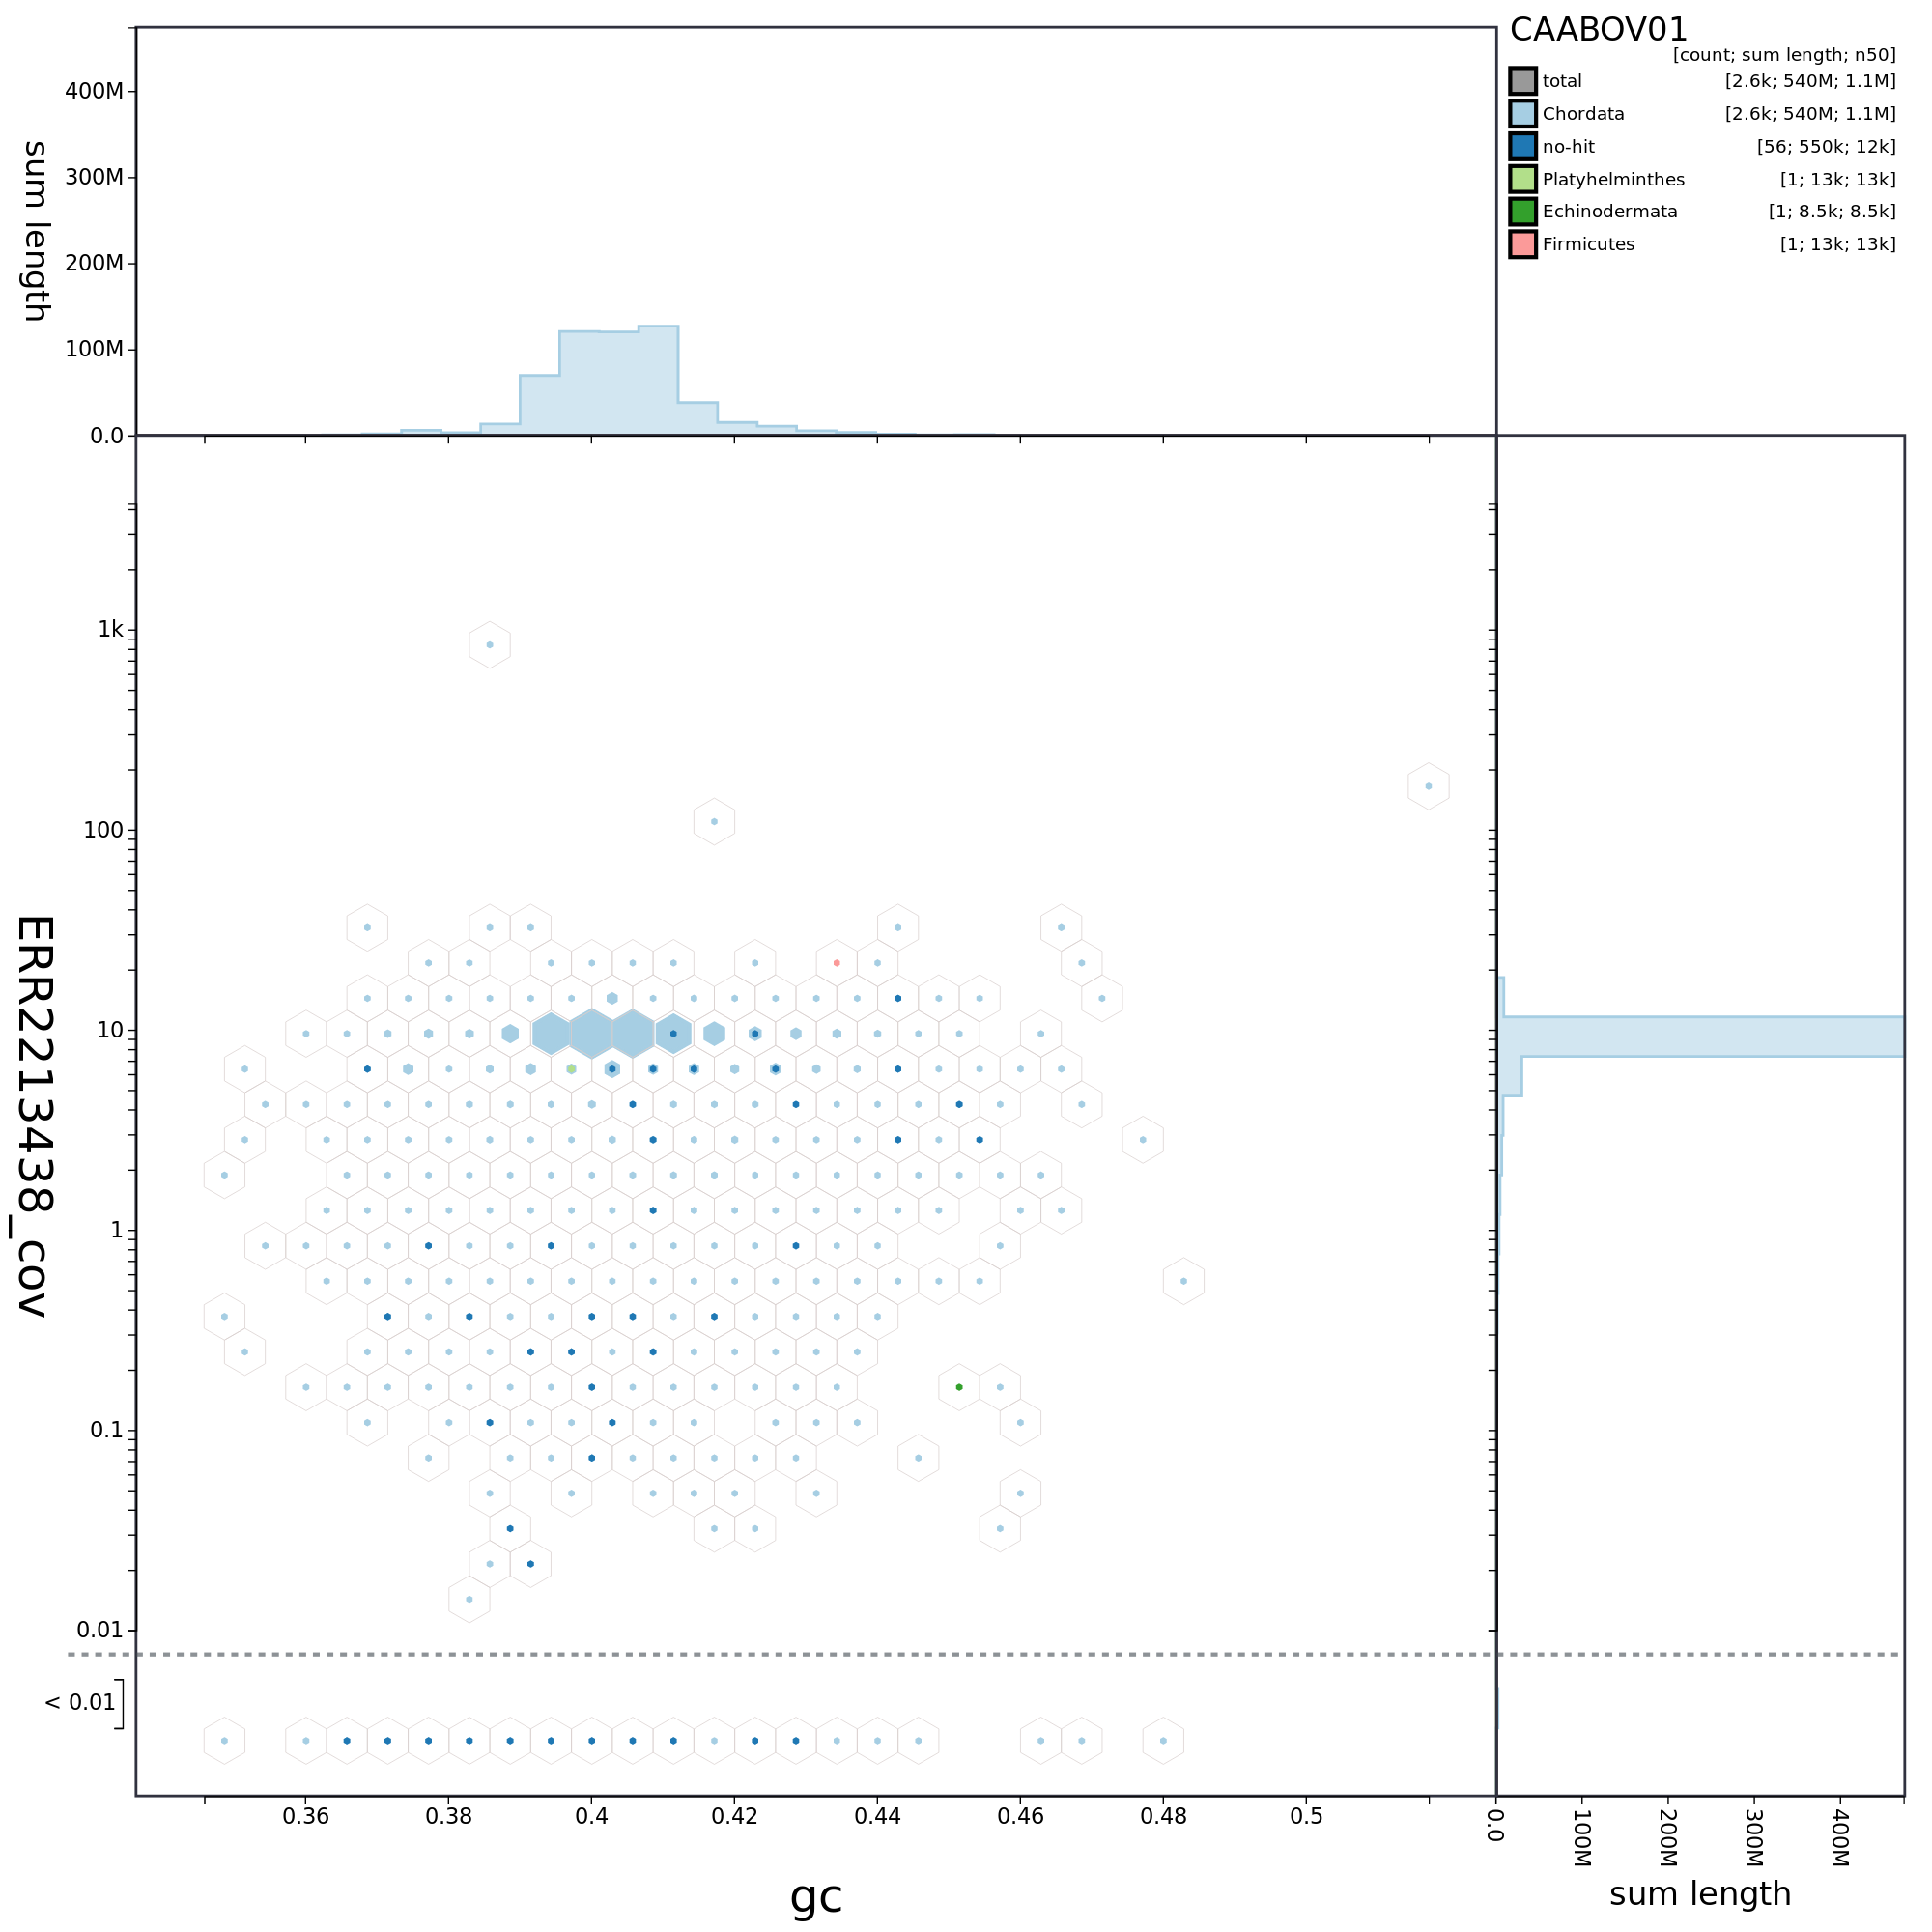 CAABOV01
[count; sum length; n50]
total [2.6k; 540M; 1.1M]
Chordata [2.6k; 540M; 1.1M]
no-hit [56; 550k; 12k]
Platyhelminthes [1; 13k; 13k]
Echinodermata [1; 8.5k; 8.5k]
Firmicutes [1; 13k; 13k]
sum length
400M
300M
200M
100M
0.0
ERR2213438_cov
1k
100
10
1
0.1
0.01
< 0.01
0.36 0.38 0.4 0.42 0.44 0.46 0.48 0.5
gc
0.0 100M 200M 300M 400M
sum length